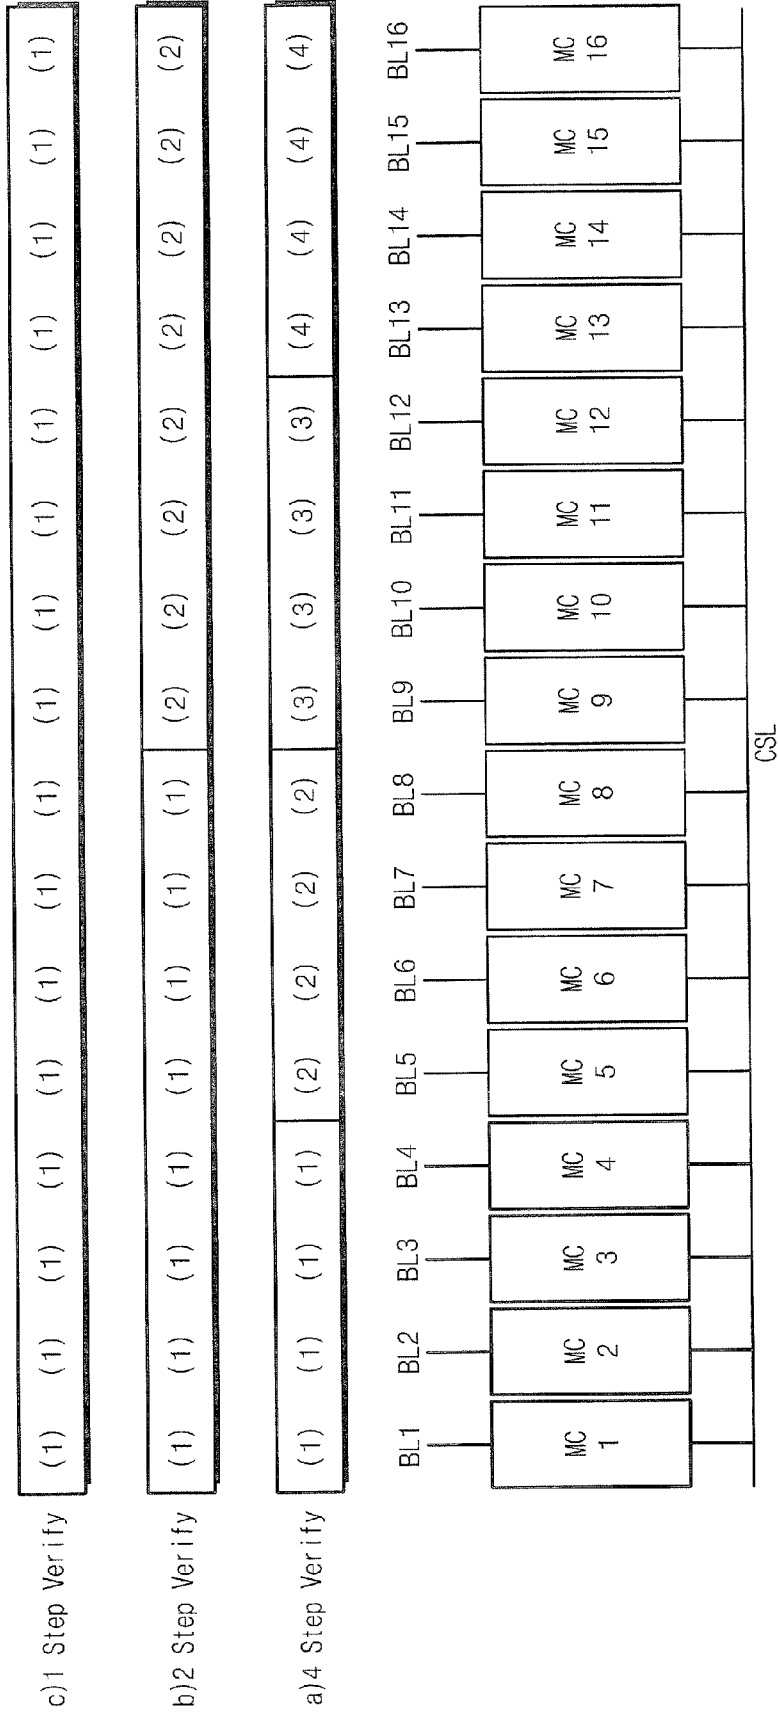 c)1 Step Verify (1) (1) (1) (1) (1) (1) (1) (1) (1) (1) (1) (1) (1) (1) (1) (1)
b)2 Step Verify (1) (1) (1) (1) (1) (1) (1) (1) (2) (2) (2) (2) (2) (2) (2) (2)
a)4 Step Verify (1) (1) (1) (1) (2) (2) (2) (2) (3) (3) (3) (3) (4) (4) (4) (4)
BL1 BL2 BL3 BL4 BL5 BL6 BL7 BL8 BL9 BL10 BL11 BL12 BL13 BL14 BL15 BL16
MC MC MC MC MC MC MC MC MC MC MC MC MC MC MC MC
1 2 3 4 5 6 7 8 9 10 11 12 13 14 15 16
CSL